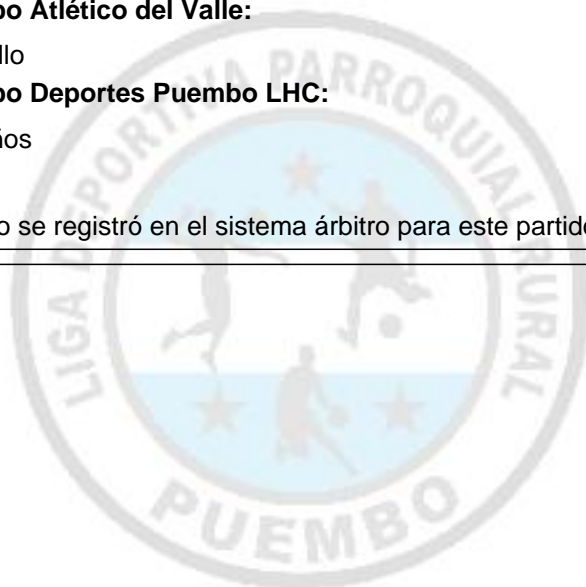 po Atlético del Valle:
llo
po Deportes Puembo LHC:
ños
o se registró en el sistema árbitro para este partido
LIGA DEPORTIVA PARROQUIAL RURAL
PUEMBO